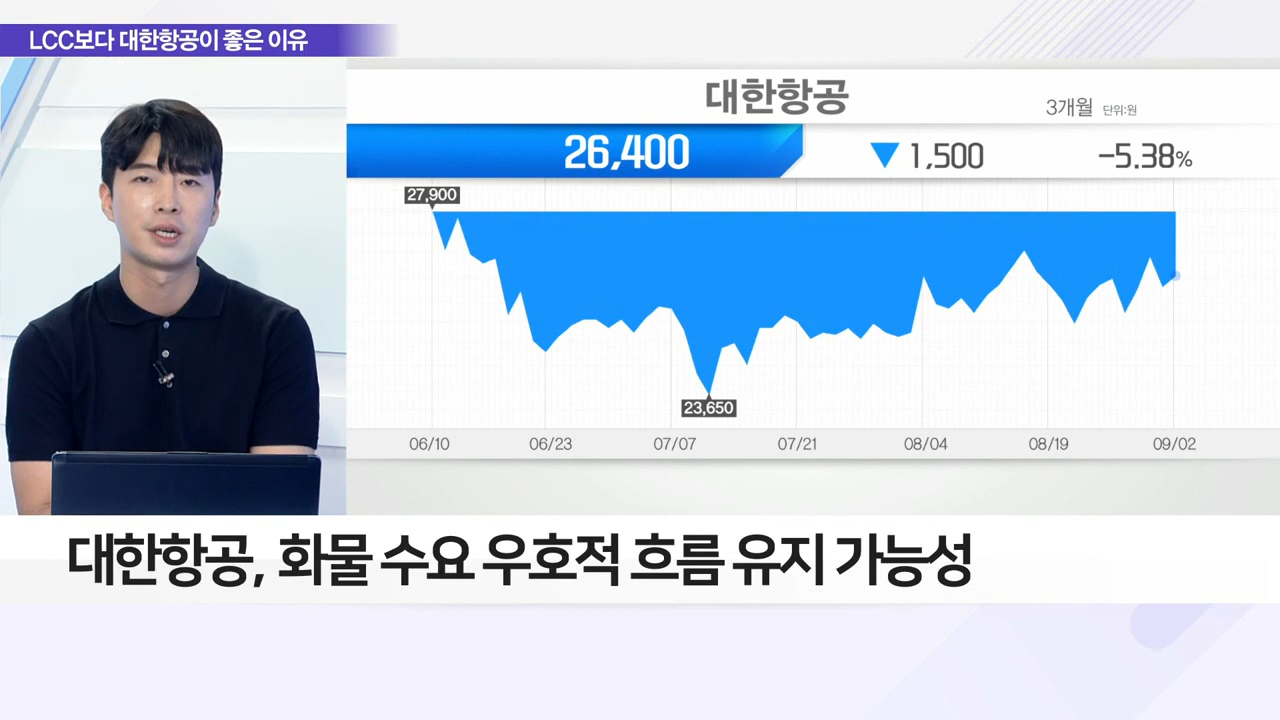 LCC보다 대한항공이 좋은 이유
대한항공
3개월 단위:원
26,400 ▼ 1,500 -5.38%
27,900
23,650
06/10 06/23 07/07 07/21 08/04 08/19 09/02
대한항공, 화물 수요 우호적 흐름 유지 가능성